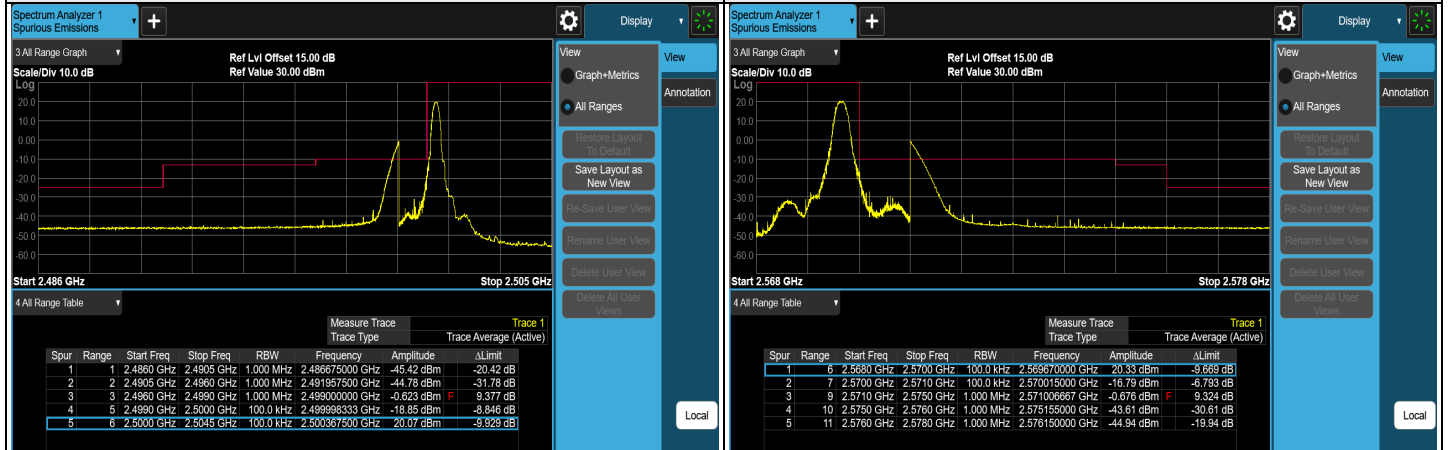 Spectrum Analyzer 1
Spurious Emissions
+
Display
3 All Range Graph
Ref Lvl Offset 15.00 dB
Scale/Div 10.0 dB
Ref Value 30.00 dBm
Log
20.0
10.0
0.00
-10.0
-20.0
-30.0
-40.0
-50.0
-60.0
Start 2.486 GHz
Stop 2.505 GHz
View
Graph+Metrics
All Ranges
Restore Layout
To Default
Save Layout as
New View
Re-Save User View
Rename User View
Delete User View
Delete All User
Views
View
Annotation
4 All Range Table
Measure Trace Trace 1
Trace Type Trace Average (Active)
Spur Range Start Freq Stop Freq RBW Frequency Amplitude ΔLimit
1 1 2.4860 GHz 2.4905 GHz 1.000 MHz 2.486675000 GHz -45.42 dBm -20.42 dB
2 2 2.4905 GHz 2.4960 GHz 1.000 MHz 2.491957500 GHz -44.78 dBm -31.78 dB
3 3 2.4960 GHz 2.4990 GHz 1.000 MHz 2.499000000 GHz -0.623 dBm F 9.377 dB
4 5 2.4990 GHz 2.5000 GHz 100.0 kHz 2.499998333 GHz -18.85 dBm -8.846 dB
5 6 2.5000 GHz 2.5045 GHz 100.0 kHz 2.500367500 GHz 20.07 dBm -9.929 dB
Local
Spectrum Analyzer 1
Spurious Emissions
+
Display
3 All Range Graph
Ref Lvl Offset 15.00 dB
Scale/Div 10.0 dB
Ref Value 30.00 dBm
Log
20.0
10.0
0.00
-10.0
-20.0
-30.0
-40.0
-50.0
-60.0
Start 2.568 GHz
Stop 2.578 GHz
View
Graph+Metrics
All Ranges
Restore Layout
To Default
Save Layout as
New View
Re-Save User View
Rename User View
Delete User View
Delete All User
Views
View
Annotation
4 All Range Table
Measure Trace Trace 1
Trace Type Trace Average (Active)
Spur Range Start Freq Stop Freq RBW Frequency Amplitude ΔLimit
1 6 2.5680 GHz 2.5700 GHz 100.0 kHz 2.569670000 GHz 20.33 dBm -9.669 dB
2 7 2.5700 GHz 2.5710 GHz 100.0 kHz 2.570015000 GHz -16.79 dBm -6.793 dB
3 9 2.5710 GHz 2.5750 GHz 1.000 MHz 2.571006667 GHz -0.676 dBm F 9.324 dB
4 10 2.5750 GHz 2.5760 GHz 1.000 MHz 2.575155000 GHz -43.61 dBm -30.61 dB
5 11 2.5760 GHz 2.5780 GHz 1.000 MHz 2.576150000 GHz -44.94 dBm -19.94 dB
Local